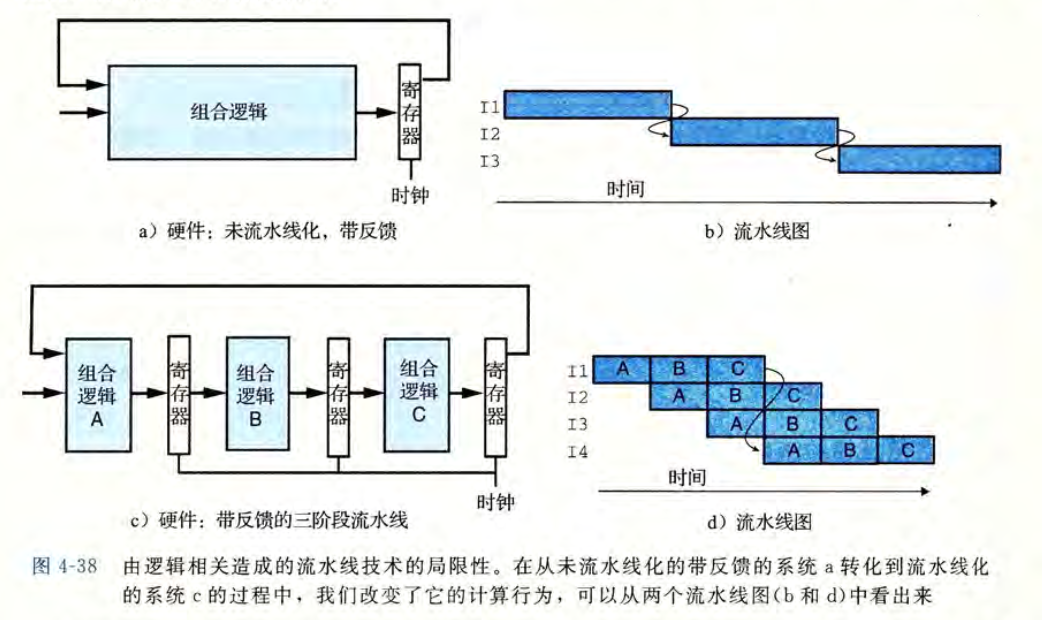 组合逻辑
寄存器
时钟
a）硬件：未流水线化，带反馈
I1
I2
I3
时间
b）流水线图
组合
逻辑
A
寄存器
组合
逻辑
B
寄存器
组合
逻辑
C
寄存器
时钟
c）硬件：带反馈的三阶段流水线
I1 A B C
I2 A B C
I3 A B C
I4 A B C
时间
d）流水线图
图 4-38 由逻辑相关造成的流水线技术的局限性。在从未流水线化的带反馈的系统 a 转化到流水线化
的系统 c 的过程中，我们改变了它的计算行为，可以从两个流水线图(b 和 d)中看出来